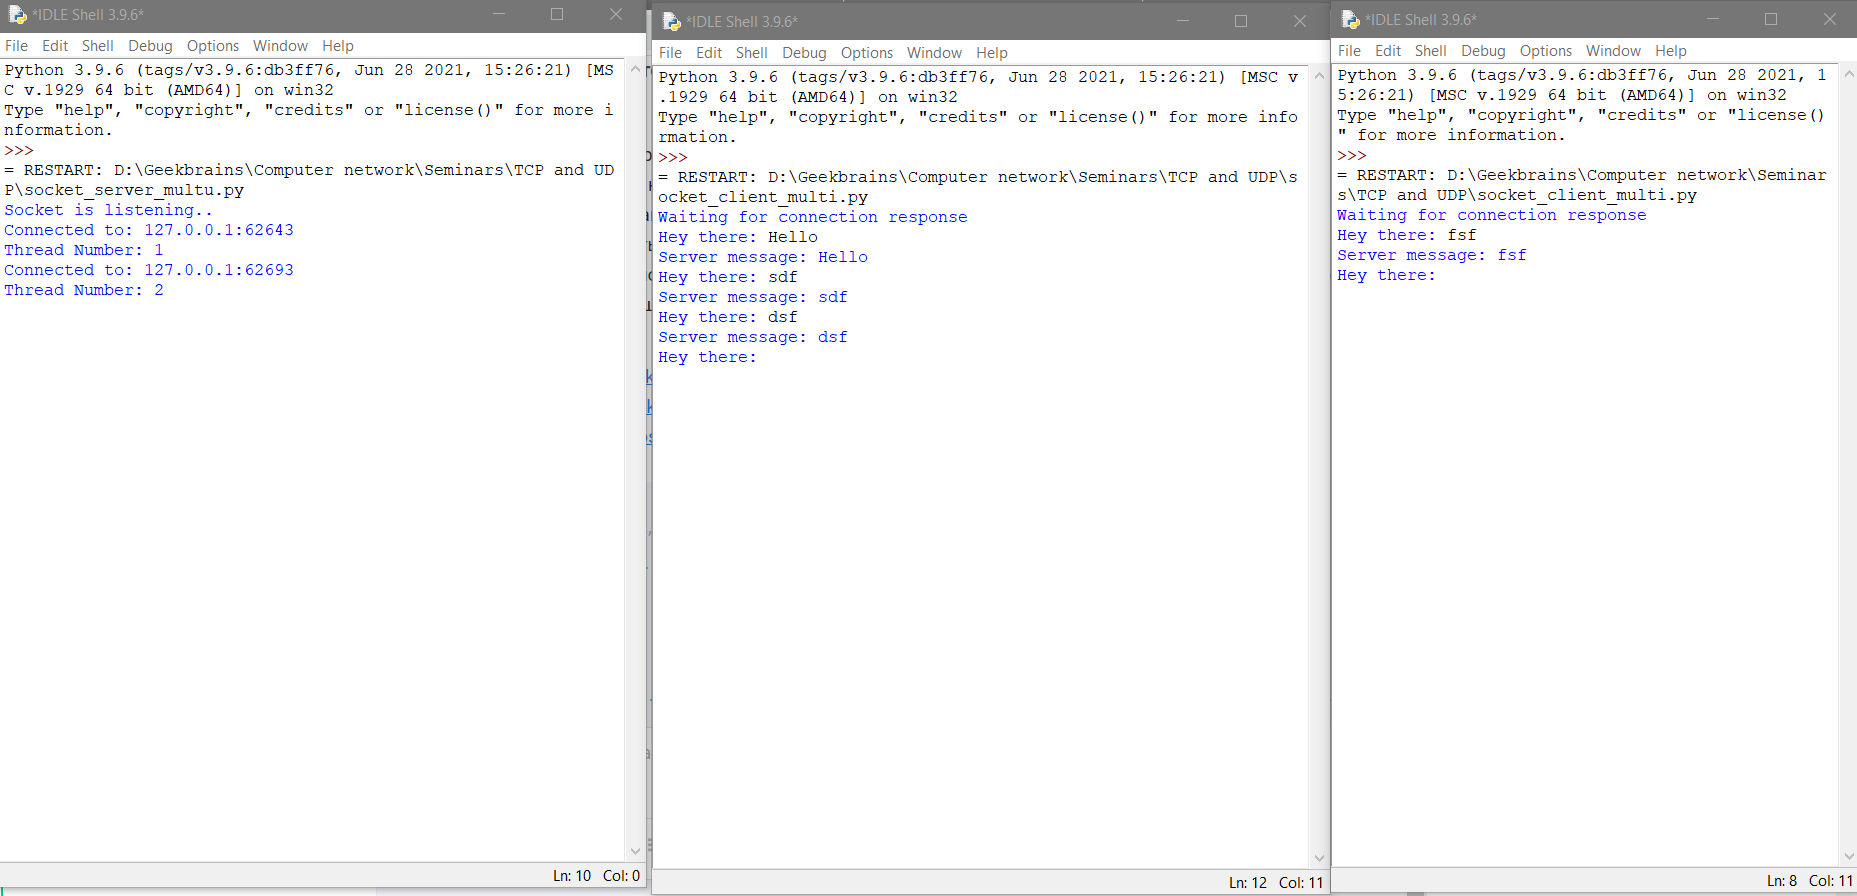 *IDLE Shell 3.9.6*
File Edit Shell Debug Options Window Help
Python 3.9.6 (tags/v3.9.6:db3ff76, Jun 28 2021, 15:26:21) [MS
C v.1929 64 bit (AMD64)] on win32
Type "help", "copyright", "credits" or "license()" for more i
nformation.
>>>
= RESTART: D:\Geekbrains\Computer network\Seminars\TCP and UD
P\socket_server_multu.py
Socket is listening..
Connected to: 127.0.0.1:62643
Thread Number: 1
Connected to: 127.0.0.1:62693
Thread Number: 2
Ln: 10 Col: 0
*IDLE Shell 3.9.6*
File Edit Shell Debug Options Window Help
Python 3.9.6 (tags/v3.9.6:db3ff76, Jun 28 2021, 15:26:21) [MSC v
.1929 64 bit (AMD64)] on win32
Type "help", "copyright", "credits" or "license()" for more info
rmation.
>>>
= RESTART: D:\Geekbrains\Computer network\Seminars\TCP and UDP\s
ocket_client_multi.py
Waiting for connection response
Hey there: Hello
Server message: Hello
Hey there: sdf
Server message: sdf
Hey there: dsf
Server message: dsf
Hey there:
Ln: 12 Col: 11
*IDLE Shell 3.9.6*
File Edit Shell Debug Options Window Help
Python 3.9.6 (tags/v3.9.6:db3ff76, Jun 28 2021, 1
5:26:21) [MSC v.1929 64 bit (AMD64)] on win32
Type "help", "copyright", "credits" or "license()
" for more information.
>>>
= RESTART: D:\Geekbrains\Computer network\Seminar
s\TCP and UDP\socket_client_multi.py
Waiting for connection response
Hey there: fsf
Server message: fsf
Hey there:
Ln: 8 Col: 11